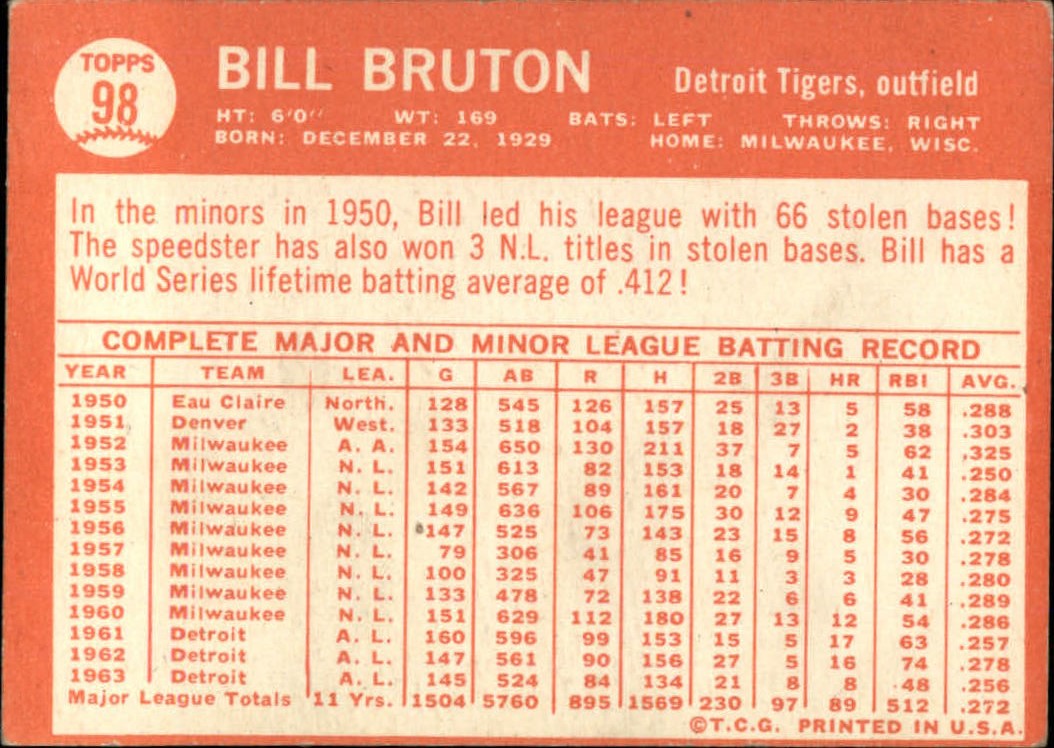 TOPPS
98
BILL BRUTON
Detroit Tigers, outfield
HT: 6'0" WT: 169 BATS: LEFT THROWS: RIGHT
BORN: DECEMBER 22, 1929 HOME: MILWAUKEE, WISC.
In the minors in 1950, Bill led his league with 66 stolen bases!
The speedster has also won 3 N.L. titles in stolen bases. Bill has a
World Series lifetime batting average of .412!
COMPLETE MAJOR AND MINOR LEAGUE BATTING RECORD
YEAR TEAM LEA. G AB R H 2B 3B HR RBI AVG.
1950 Eau Claire North. 128 545 126 157 25 13 5 58 .288
1951 Denver West. 133 518 104 157 18 27 2 38 .303
1952 Milwaukee A. A. 154 650 130 211 37 7 5 62 .325
1953 Milwaukee N. L. 151 613 82 153 18 14 1 41 .250
1954 Milwaukee N. L. 142 567 89 161 20 7 4 30 .284
1955 Milwaukee N. L. 149 636 106 175 30 12 9 47 .275
1956 Milwaukee N. L. 147 525 73 143 23 15 8 56 .272
1957 Milwaukee N. L. 79 306 41 85 16 9 5 30 .278
1958 Milwaukee N. L. 100 325 47 91 11 3 3 28 .280
1959 Milwaukee N. L. 133 478 72 138 22 6 6 41 .289
1960 Milwaukee N. L. 151 629 112 180 27 13 12 54 .286
1961 Detroit A. L. 160 596 99 153 15 5 17 63 .257
1962 Detroit A. L. 147 561 90 156 27 5 16 74 .278
1963 Detroit A. L. 145 524 84 134 21 8 8 48 .256
Major League Totals 11 Yrs. 1504 5760 895 1569 230 97 89 512 .272
©T.C.G. PRINTED IN U.S.A.